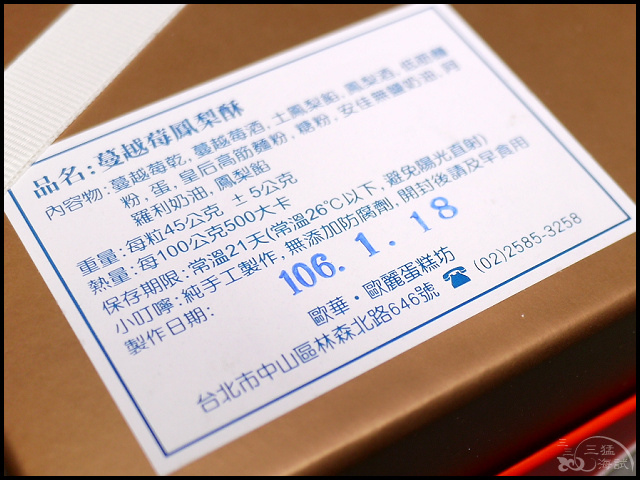 品名:蔓越莓鳳梨酥
內容物:蔓越莓乾,蔓越莓酒,土鳳梨餡,鳳梨酒,低筋麵
粉,蛋,皇后高筋麵粉,糖粉,安佳無鹽奶油,阿
羅利奶油,鳳梨餡
重量:每粒45公克 ±5公克
熱量:每100公克500大卡
保存期限:常溫21天(常溫26℃以下,避免陽光直射)
小叮嚀:純手工製作,無添加防腐劑,開封後請及早食用
製作日期: 106. 1. 18
歐華·歐麗蛋糕坊
台北市中山區林森北路646號 ☎ (02)2585-3258
三猛
海賊